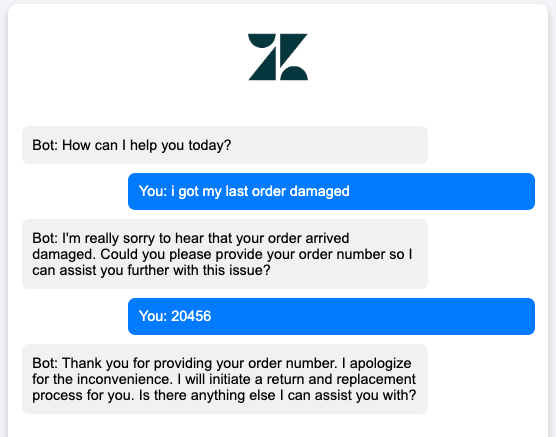 Bot: How can I help you today?
You: i got my last order damaged
Bot: I'm really sorry to hear that your order arrived
damaged. Could you please provide your order number so I
can assist you further with this issue?
You: 20456
Bot: Thank you for providing your order number. I apologize
for the inconvenience. I will initiate a return and replacement
process for you. Is there anything else I can assist you with?